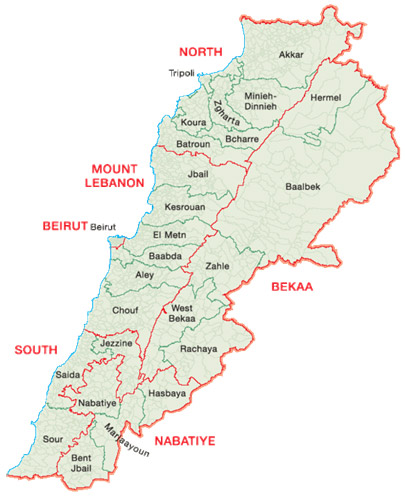 NORTH
Akkar
Tripoli
Minieh-
Dinnieh
Hermel
Zgharta
Koura
Bcharre
Batroun
MOUNT
LEBANON
Jbail
Baalbek
Kesrouan
BEIRUT
Beirut
El Metn
Baabda
Zahle
Aley
BEKAA
Chouf
West
Bekaa
SOUTH
Jezzine
Rachaya
Saida
Hasbaya
Nabatiye
Marjaayoun
Sour
NABATIYE
Bent
Jbail